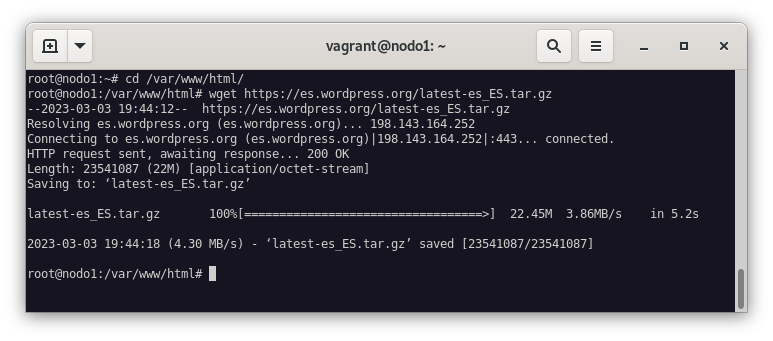 vagrant@nodo1: ~
root@nodo1:~# cd /var/www/html/
root@nodo1:/var/www/html# wget https://es.wordpress.org/latest-es_ES.tar.gz
--2023-03-03 19:44:12--  https://es.wordpress.org/latest-es_ES.tar.gz
Resolving es.wordpress.org (es.wordpress.org)... 198.143.164.252
Connecting to es.wordpress.org (es.wordpress.org)|198.143.164.252|:443... connected.
HTTP request sent, awaiting response... 200 OK
Length: 23541087 (22M) [application/octet-stream]
Saving to: ‘latest-es_ES.tar.gz’
latest-es_ES.tar.gz       100%[==================================>]  22.45M  3.86MB/s    in 5.2s
2023-03-03 19:44:18 (4.30 MB/s) - ‘latest-es_ES.tar.gz’ saved [23541087/23541087]
root@nodo1:/var/www/html#